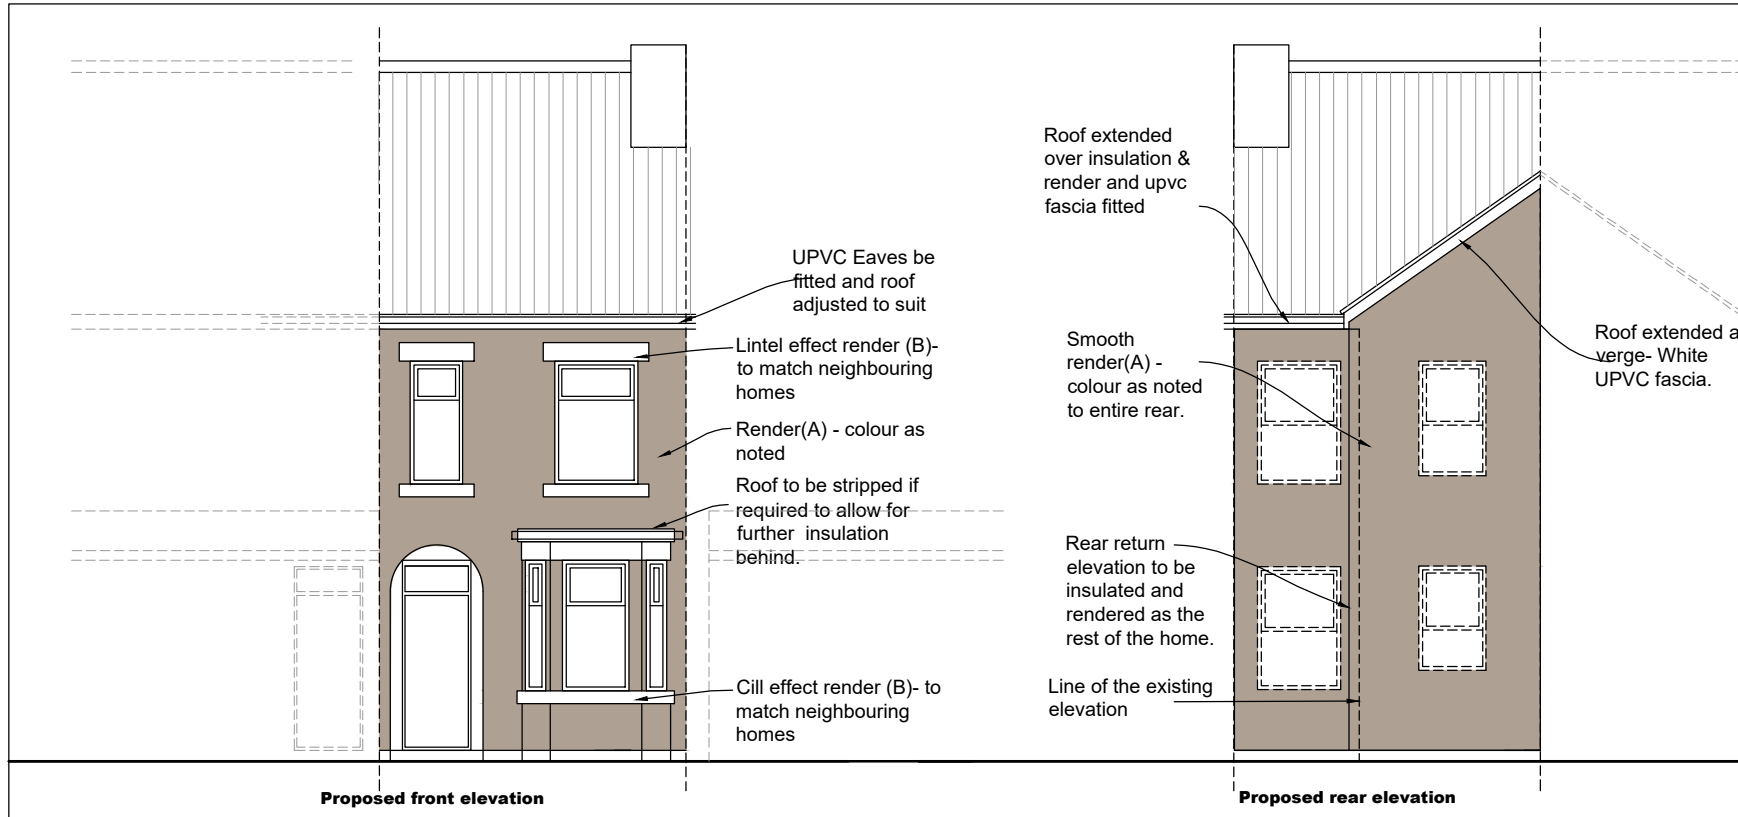 UPVC Eaves be
fitted and roof
adjusted to suit
Lintel effect render (B)-
to match neighbouring
homes
Render(A) - colour as
noted
Roof to be stripped if
required to allow for
further insulation
behind.
Cill effect render (B)- to
match neighbouring
homes
Proposed front elevation
Roof extended
over insulation &
render and upvc
fascia fitted
Smooth
render(A) -
colour as noted
to entire rear.
Rear return
elevation to be
insulated and
rendered as the
rest of the home.
Line of the existing
elevation
Roof extended a
verge- White
UPVC fascia.
Proposed rear elevation